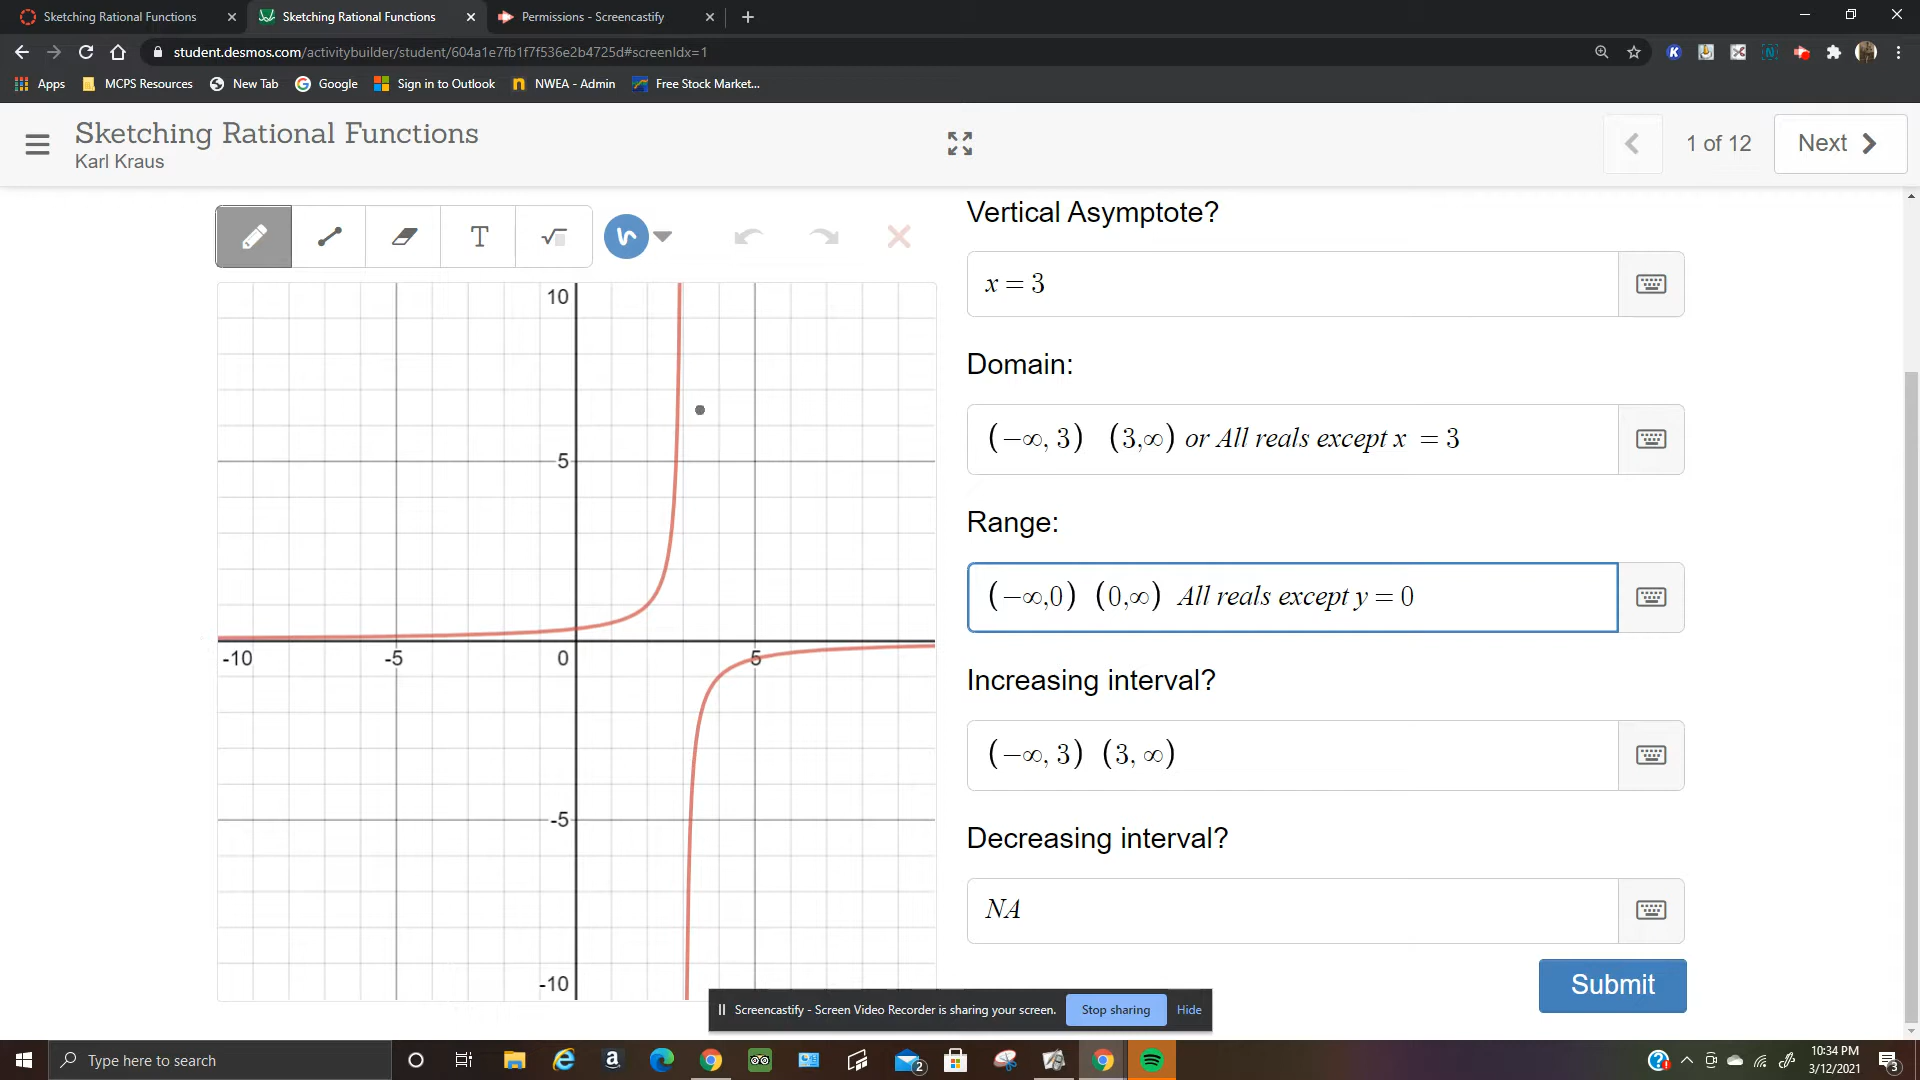 Sketching Rational Functions
Sketching Rational Functions
Permissions - Screencastify
student.desmos.com/activitybuilder/student/604a1e7fb1f7f536e2b4725d#screenIdx=1
Apps
MCPS Resources
New Tab
Google
Sign in to Outlook
NWEA - Admin
Free Stock Market...
Sketching Rational Functions
Karl Kraus
1 of 12
Next
T
10
5
-10
-5
0
5
-5
-10
Vertical Asymptote?
x = 3
Domain:
(−∞, 3) (3,∞) or All reals except x = 3
Range:
(−∞,0) (0,∞) All reals except y = 0
Increasing interval?
(−∞, 3) (3, ∞)
Decreasing interval?
NA
Submit
Screencastify - Screen Video Recorder is sharing your screen.
Stop sharing
Hide
Type here to search
2
10:34 PM
3/12/2021
3